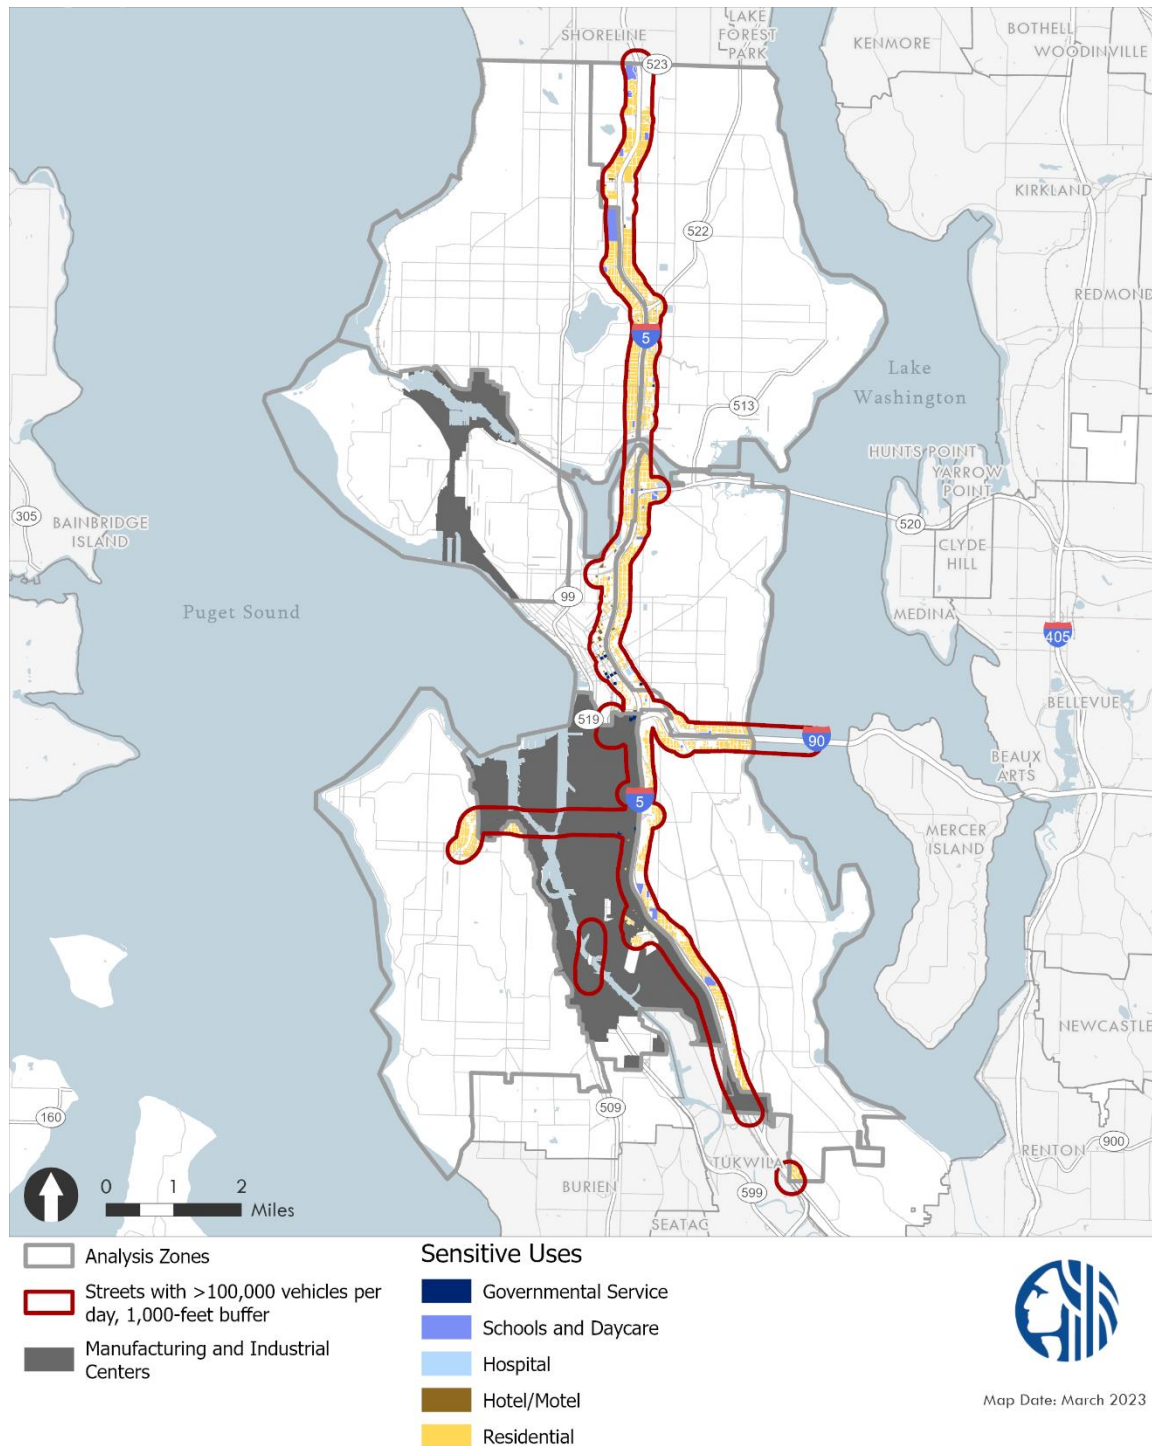 SHORELINE
LAKE
FOREST
PARK
BOTHELL
KENMORE
WOODINVILLE
523
KIRKLAND
522
REDMOND
5
Lake
Washington
513
HUNTS POINT
YARROW
POINT
305
BAINBRIDGE
ISLAND
520
CLYDE
HILL
99
Puget Sound
MEDINA
405
BELLEVUE
519
90
BEAUX
ARTS
5
MERCER
ISLAND
NEWCASTLE
509
160
RENTON
900
TUKWILA
BURIEN
599
SEATAC
0 1 2
Miles
Analysis Zones
Streets with >100,000 vehicles per
day, 1,000-feet buffer
Manufacturing and Industrial
Centers
Sensitive Uses
Governmental Service
Schools and Daycare
Hospital
Hotel/Motel
Residential
Map Date: March 2023